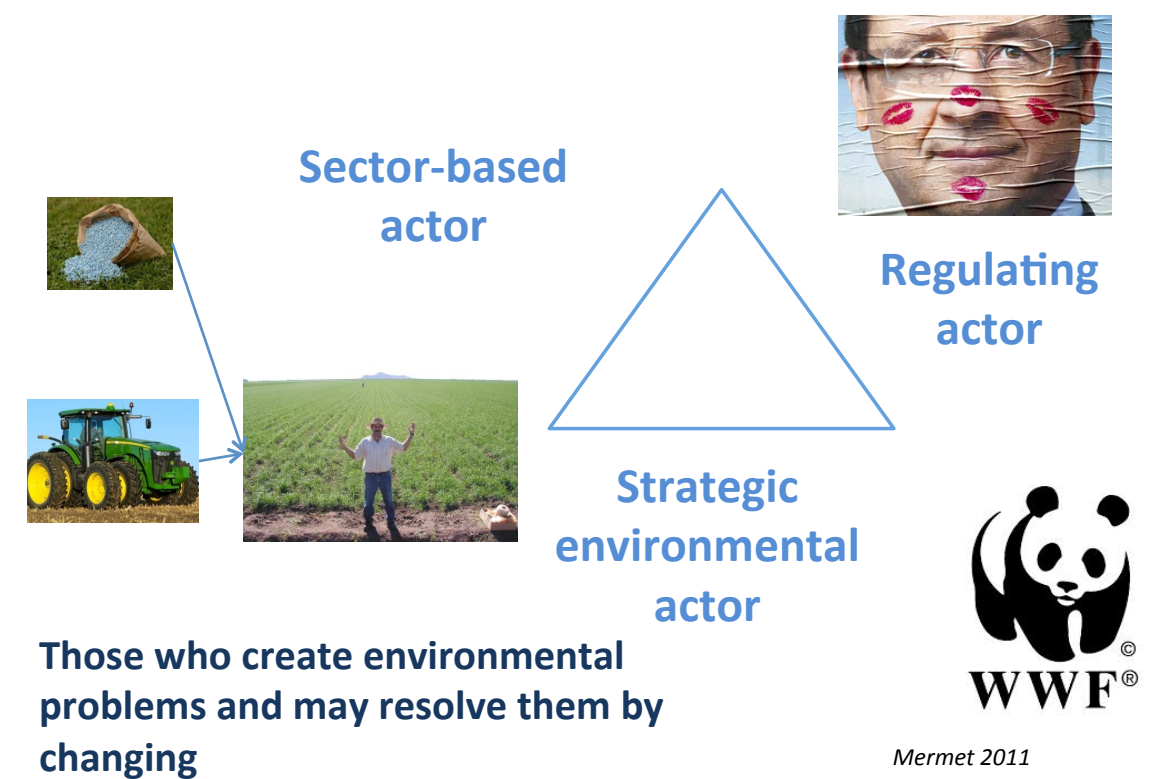 Sector-based
actor
Regulating
actor
Strategic
environmental
actor
Those who create environmental
problems and may resolve them by
changing
©
WWF®
Mermet 2011